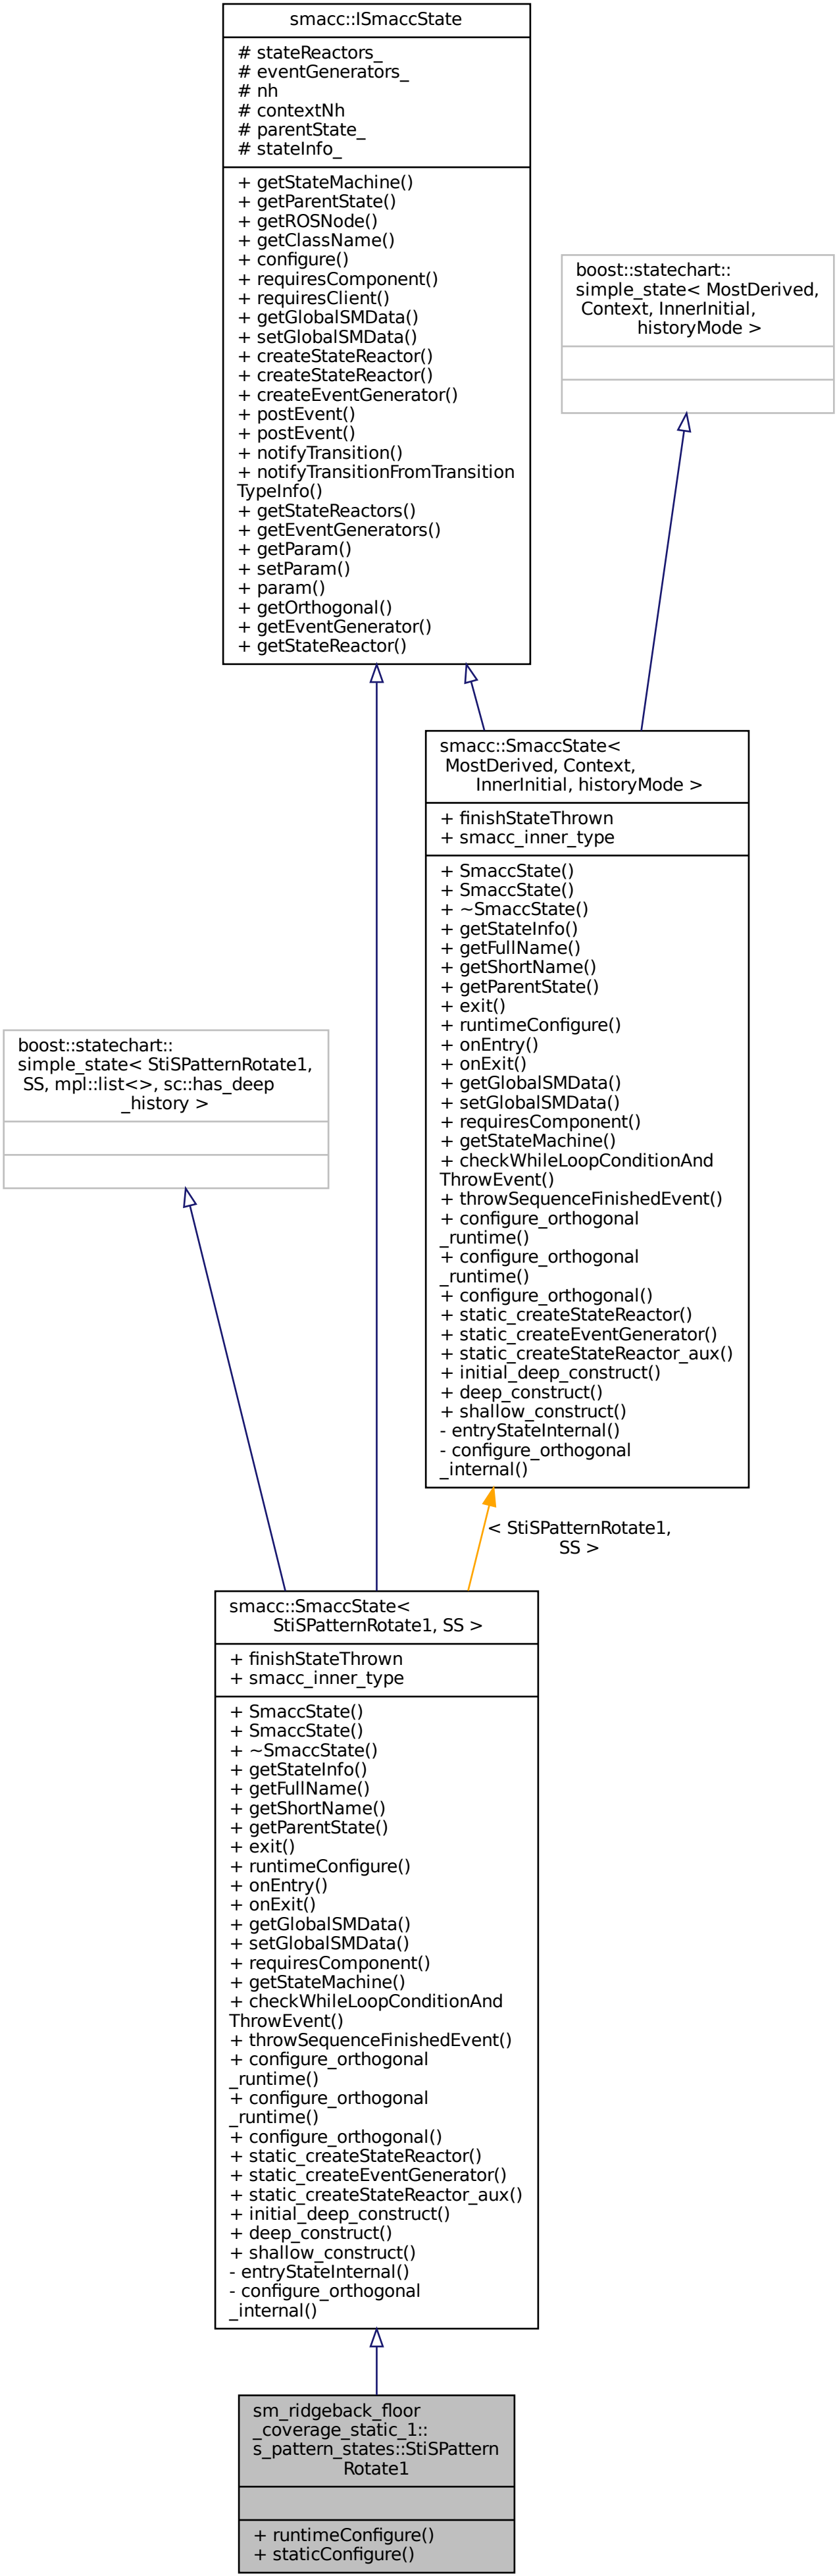 smacc::ISmaccState
# stateReactors_
# eventGenerators_
# nh
# contextNh
# parentState_
# stateInfo_
+ getStateMachine()
+ getParentState()
+ getROSNode()
+ getClassName()
+ configure()
+ requiresComponent()
+ requiresClient()
+ getGlobalSMData()
+ setGlobalSMData()
+ createStateReactor()
+ createStateReactor()
+ createEventGenerator()
+ postEvent()
+ postEvent()
+ notifyTransition()
+ notifyTransitionFromTransition
TypeInfo()
+ getStateReactors()
+ getEventGenerators()
+ getParam()
+ setParam()
+ param()
+ getOrthogonal()
+ getEventGenerator()
+ getStateReactor()
boost::statechart::
simple_state< MostDerived,
Context, InnerInitial,
historyMode >
smacc::SmaccState<
MostDerived, Context,
InnerInitial, historyMode >
+ finishStateThrown
+ smacc_inner_type
+ SmaccState()
+ SmaccState()
+ ~SmaccState()
+ getStateInfo()
+ getFullName()
+ getShortName()
+ getParentState()
+ exit()
+ runtimeConfigure()
+ onEntry()
+ onExit()
+ getGlobalSMData()
+ setGlobalSMData()
+ requiresComponent()
+ getStateMachine()
+ checkWhileLoopConditionAnd
ThrowEvent()
+ throwSequenceFinishedEvent()
+ configure_orthogonal
_runtime()
+ configure_orthogonal
_runtime()
+ configure_orthogonal()
+ static_createStateReactor()
+ static_createEventGenerator()
+ static_createStateReactor_aux()
+ initial_deep_construct()
+ deep_construct()
+ shallow_construct()
- entryStateInternal()
- configure_orthogonal
_internal()
boost::statechart::
simple_state< StiSPatternRotate1,
SS, mpl::list<>, sc::has_deep
_history >
< StiSPatternRotate1,
SS >
smacc::SmaccState<
StiSPatternRotate1, SS >
+ finishStateThrown
+ smacc_inner_type
+ SmaccState()
+ SmaccState()
+ ~SmaccState()
+ getStateInfo()
+ getFullName()
+ getShortName()
+ getParentState()
+ exit()
+ runtimeConfigure()
+ onEntry()
+ onExit()
+ getGlobalSMData()
+ setGlobalSMData()
+ requiresComponent()
+ getStateMachine()
+ checkWhileLoopConditionAnd
ThrowEvent()
+ throwSequenceFinishedEvent()
+ configure_orthogonal
_runtime()
+ configure_orthogonal
_runtime()
+ configure_orthogonal()
+ static_createStateReactor()
+ static_createEventGenerator()
+ static_createStateReactor_aux()
+ initial_deep_construct()
+ deep_construct()
+ shallow_construct()
- entryStateInternal()
- configure_orthogonal
_internal()
sm_ridgeback_floor
_coverage_static_1::
s_pattern_states::StiSPattern
Rotate1
+ runtimeConfigure()
+ staticConfigure()